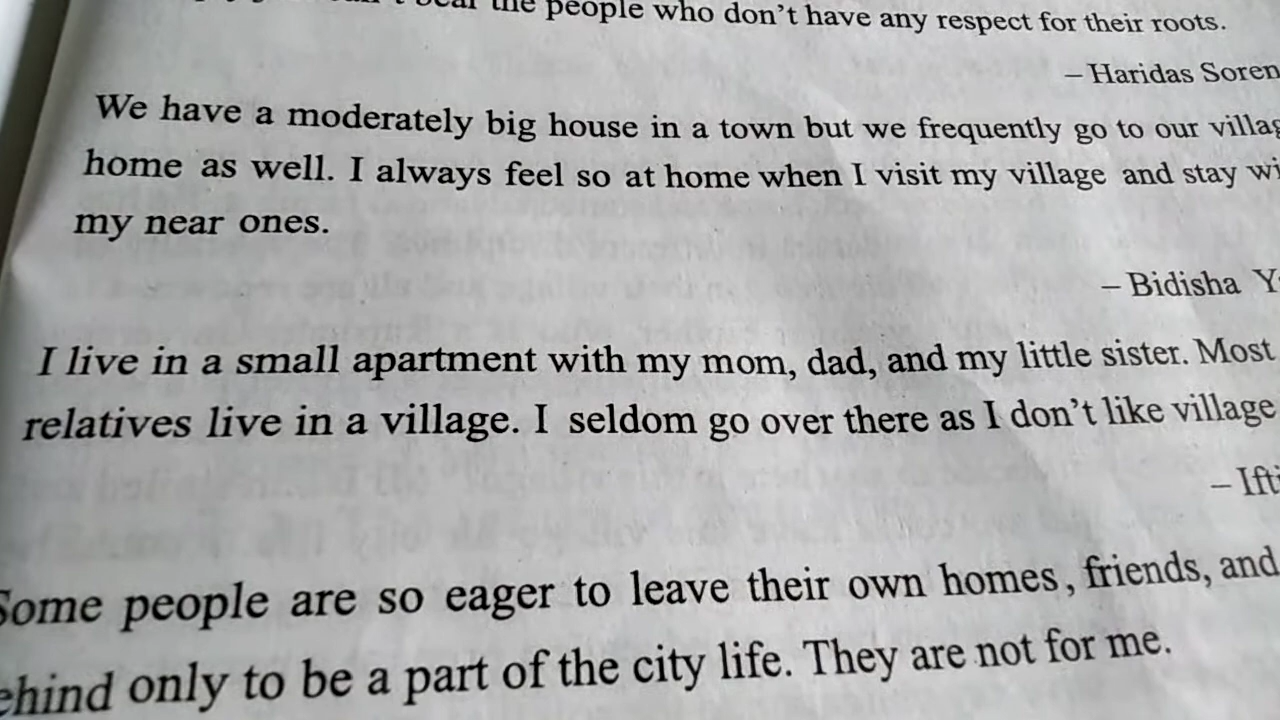 the people who don't have any respect for their roots.
– Haridas Soren
We have a moderately big house in a town but we frequently go to our
home as well. I always feel so at home when I visit my village and stay
my near ones.
– Bidisha
I live in a small apartment with my mom, dad, and my little sister. Most
relatives live in a village. I seldom go over there as I don't like village
–
Some people are so eager to leave their own homes, friends, and
only to be a part of the city life. They are not for me.